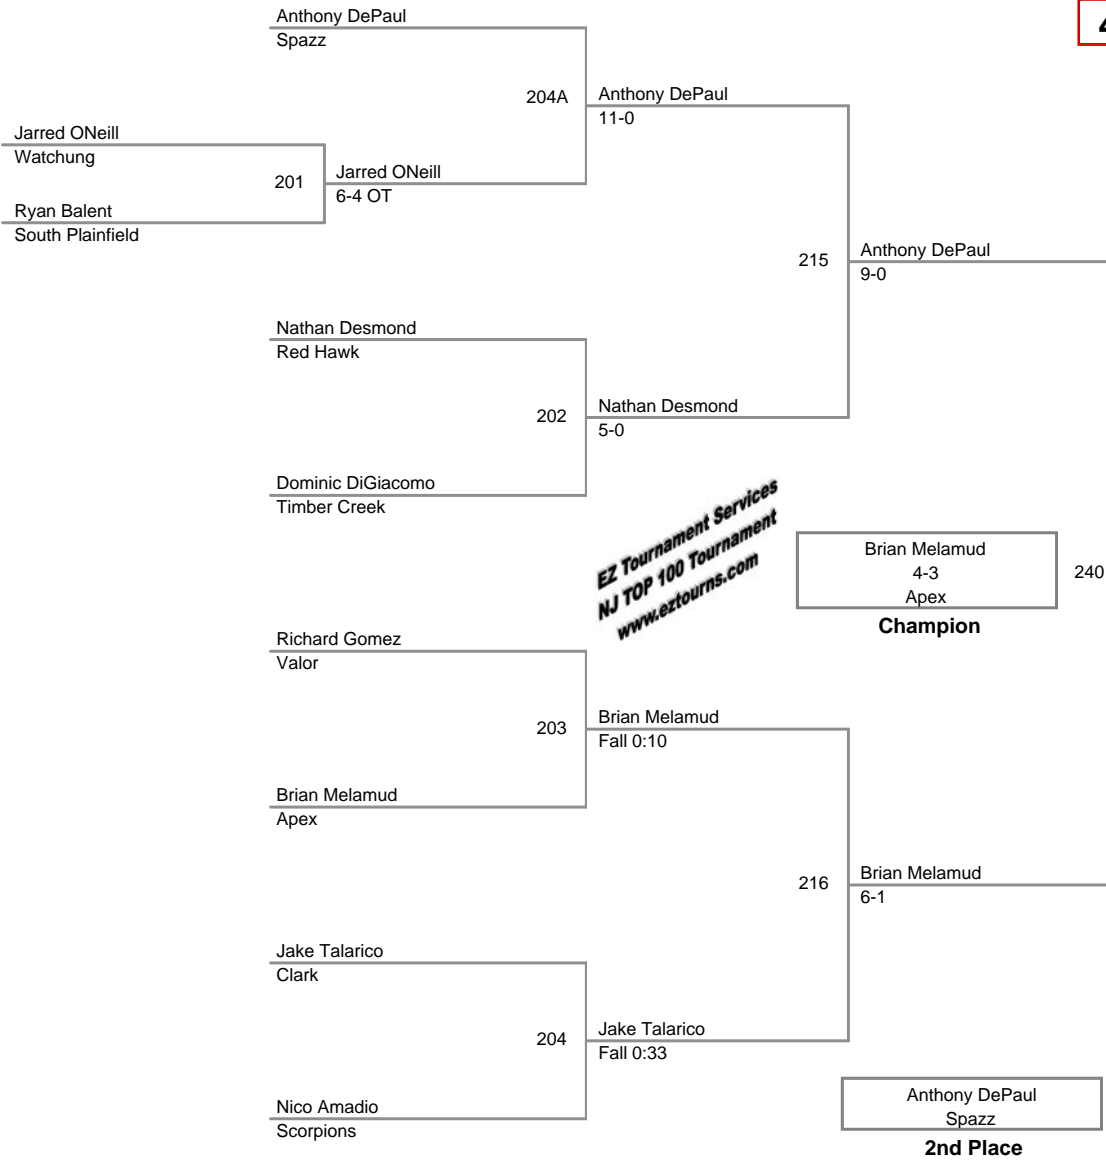 Anthony DePaul
Spazz
4
204A
Anthony DePaul
11-0
Jarred ONeill
Watchung
201
Jarred ONeill
6-4 OT
Ryan Balent
South Plainfield
215
Anthony DePaul
9-0
Nathan Desmond
Red Hawk
202
Nathan Desmond
5-0
Dominic DiGiacomo
Timber Creek
EZ Tournament Services
NJ TOP 100 Tournament
www.eztourns.com
Brian Melamud
4-3
Apex
240
Champion
Richard Gomez
Valor
203
Brian Melamud
Fall 0:10
Brian Melamud
Apex
216
Brian Melamud
6-1
Jake Talarico
Clark
204
Jake Talarico
Fall 0:33
Nico Amadio
Scorpions
Anthony DePaul
Spazz
2nd Place